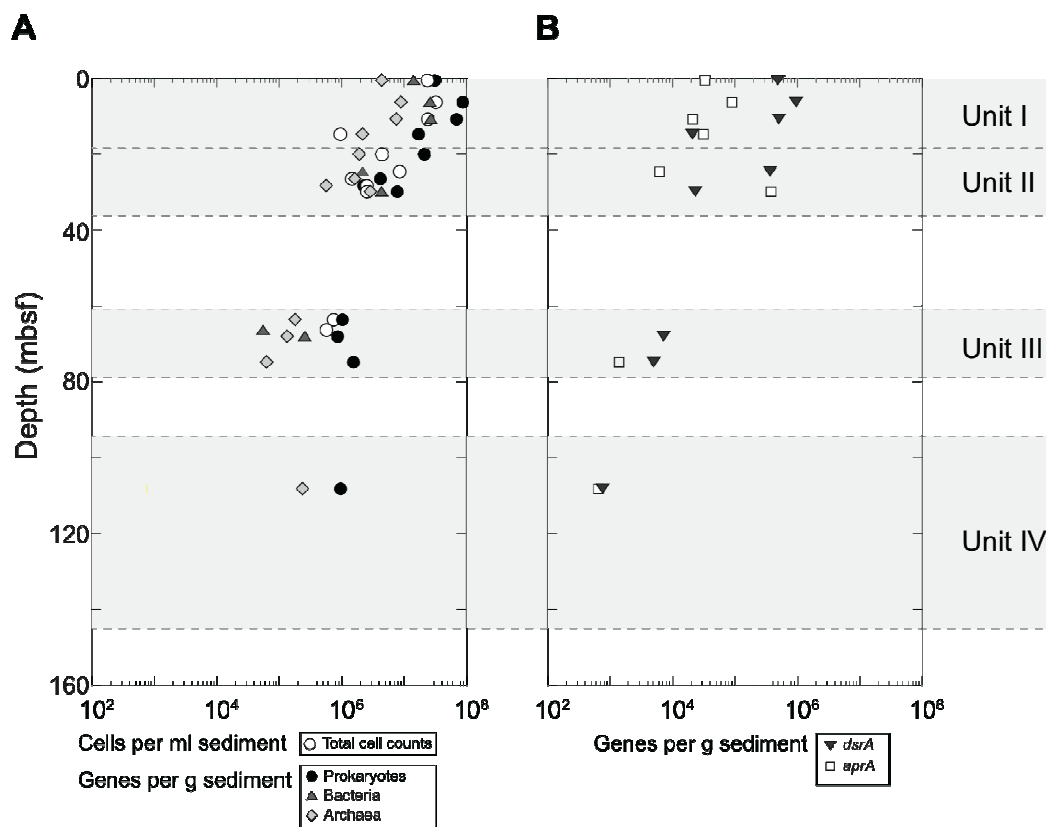 A
B
0
40
80
120
160
Depth (mbsf)
Unit I
Unit II
Unit III
Unit IV
10² 10⁴ 10⁶ 10⁸
10² 10⁴ 10⁶ 10⁸
Cells per ml sediment
Total cell counts
Genes per g sediment
Prokaryotes
Bacteria
Archaea
Genes per g sediment
dsrA
aprA